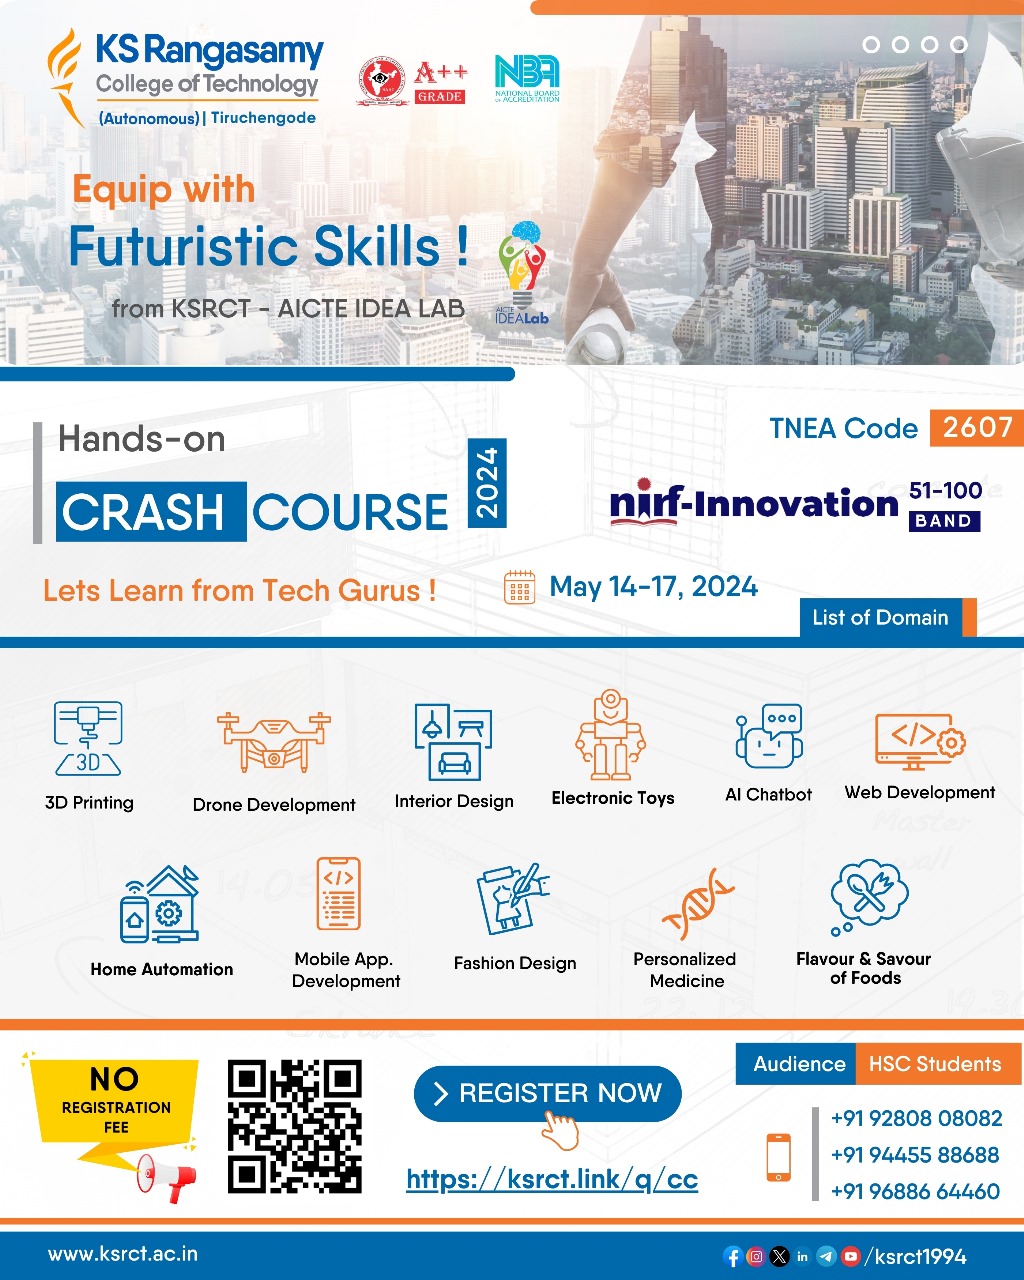 KS Rangasamy
College of Technology
(Autonomous) | Tiruchengode
A++
GRADE
NBA
NATIONAL BOARD
OF ACCREDITATION
Equip with
Futuristic Skills !
from KSRCT - AICTE IDEA LAB
AICTE
IDEALab
Hands-on
CRASH COURSE
2024
TNEA Code 2607
nirf-Innovation 51-100
BAND
Lets Learn from Tech Gurus !
May 14-17, 2024
List of Domain
3D
3D Printing
Drone Development
Interior Design
Electronic Toys
AI Chatbot
Web Development
Home Automation
Mobile App.
Development
Fashion Design
Personalized
Medicine
Flavour & Savour
of Foods
NO
REGISTRATION
FEE
REGISTER NOW
https://ksrct.link/q/cc
Audience HSC Students
+91 92808 08082
+91 94455 88688
+91 96886 64460
www.ksrct.ac.in
/ksrct1994